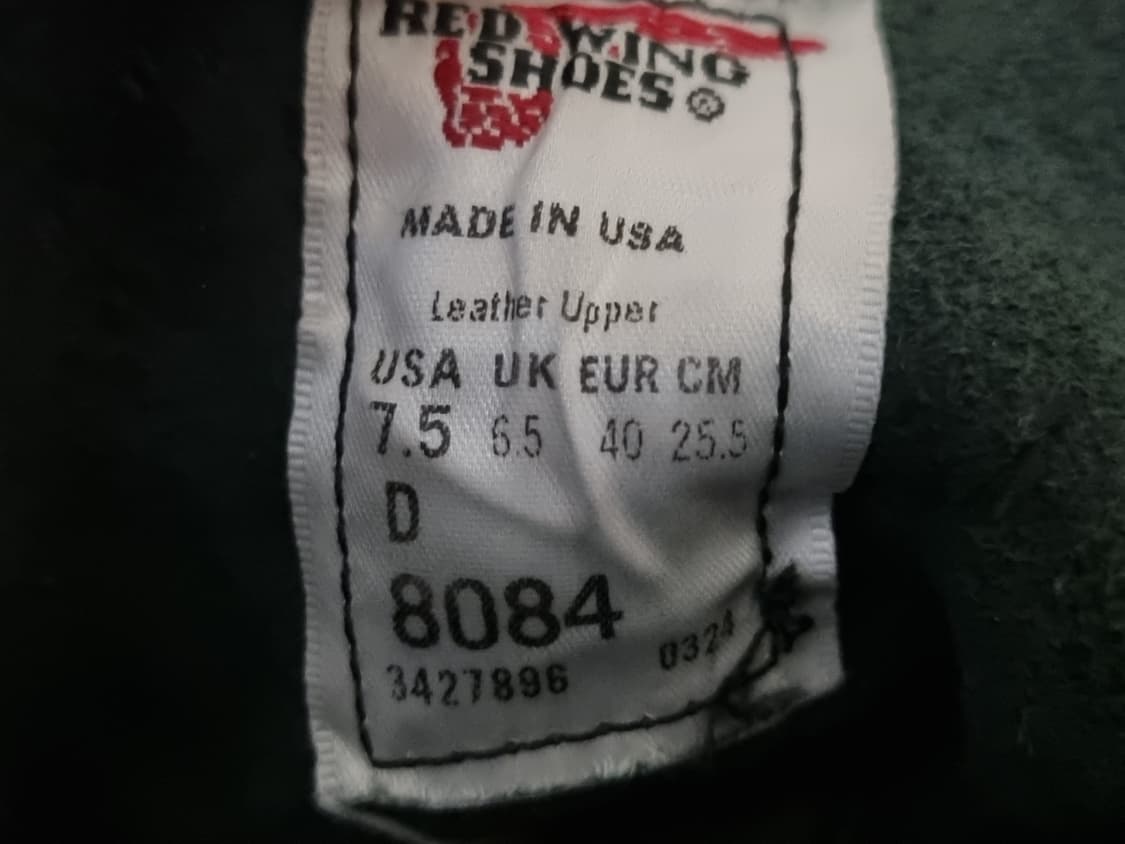 RED WING
SHOES ®
MADE IN USA
Leather Upper
USA UK EUR CM
7.5 6.5 40 25.5
D
8084
3427896 0324